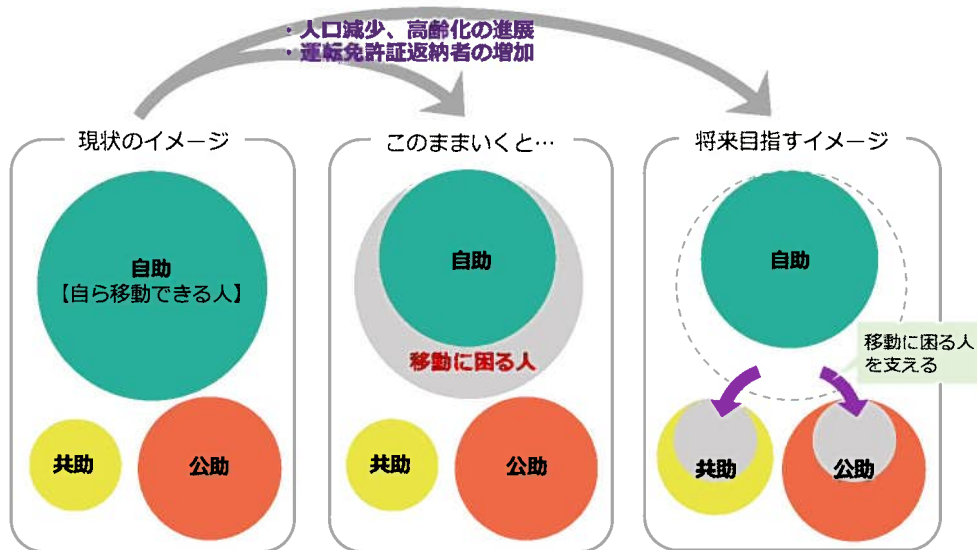 ・人口減少、高齢化の進展
・運転免許証返納者の増加
現状のイメージ
自助
【自ら移動できる人】
共助
公助
このままいくと…
自助
移動に困る人
共助
公助
将来目指すイメージ
自助
移動に困る人
を支える
共助
公助